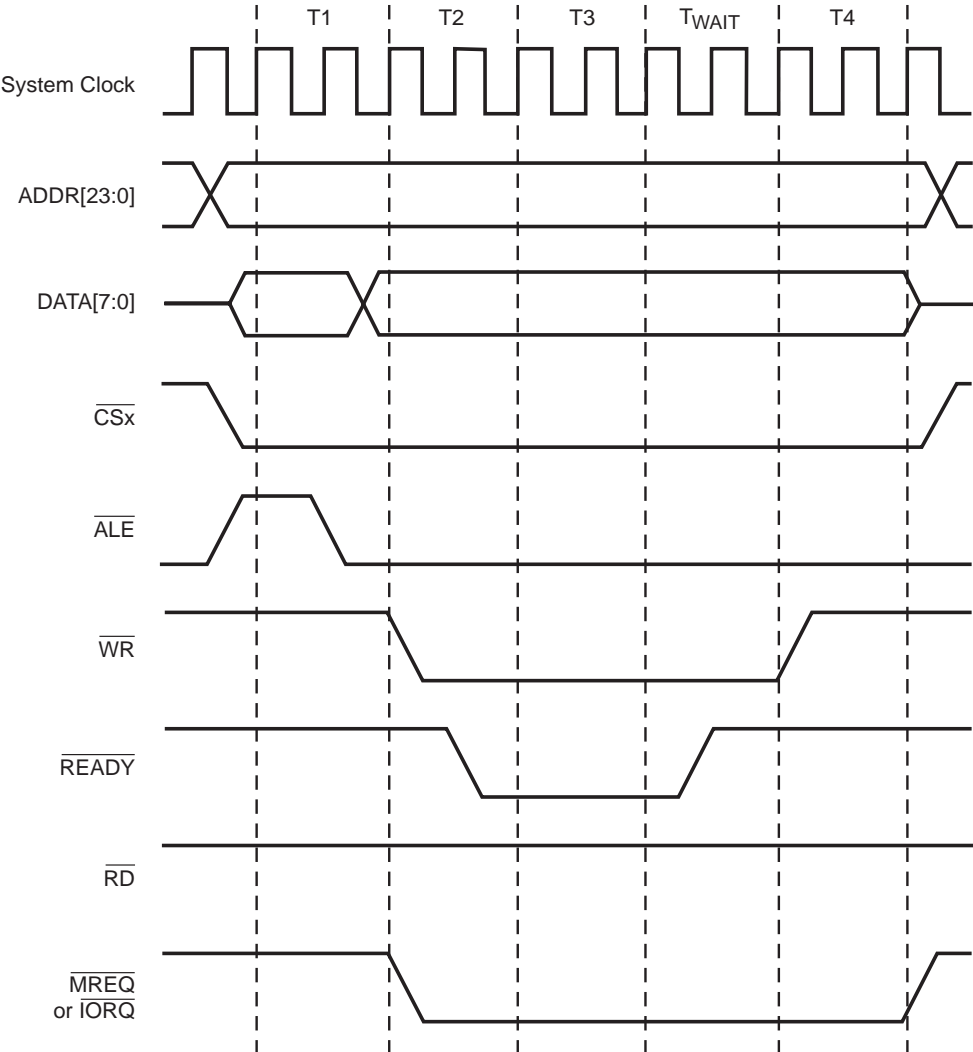 T1 T2 T3 TWAIT T4
System Clock
ADDR[23:0]
DATA[7:0]
CSx
ALE
WR
READY
RD
MREQ
or IORQ